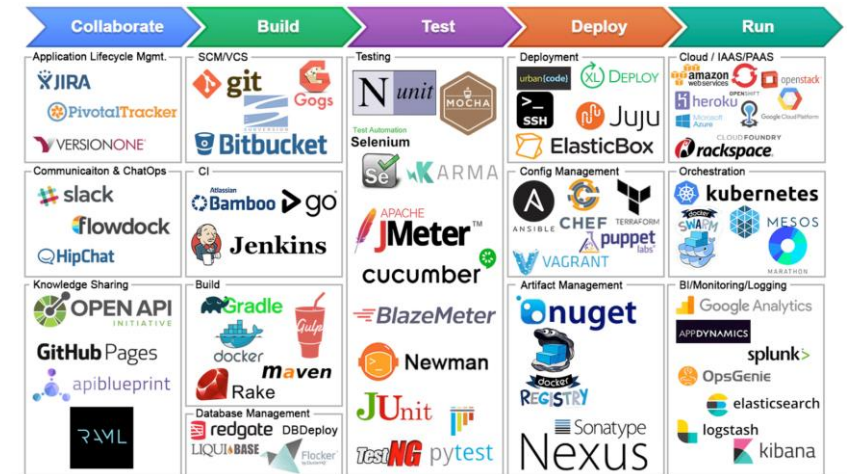 Collaborate
Build
Test
Deploy
Run
Application Lifecycle Mgmt.
JIRA
PivotalTracker
VERSIONONE
Communicaiton & ChatOps
slack
flowdock
HipChat
Knowledge Sharing
OPEN API
INITIATIVE
GitHub Pages
apiblueprint
RAML
SCM/VCS
git
Gogs
SUBVERSION
Bitbucket
CI
Atlassian
Bamboo
go
Jenkins
Build
Gradle
Gulp
docker
maven
Rake
Database Management
redgate
DBDeploy
LIQUIBASE
Flocker
Testing
Nunit
MOCHA
Test Automation
Selenium
Se
KARMA
APACHE
JMeter™
cucumber
BlazeMeter
Newman
JUnit
TestNG
pytest
Deployment
urban{code}
XL DEPLOY
>_
SSH
Juju
ElasticBox
Config Management
A
ANSIBLE
CHEF
TERRAFORM
puppet
labs
VAGRANT
Artifact Management
nuget
docker
REGISTRY
Sonatype
Nexus
Cloud / IAAS/PAAS
amazon
webservices
OPENSHIFT
openstack
heroku
Google Cloud Platform
Microsoft
Azure
CLOUD FOUNDRY
rackspace
Orchestration
kubernetes
docker
SWARM
MESOS
MARATHON
BI/Monitoring/Logging
Google Analytics
APPDYNAMICS
splunk>
OpsGenie
elasticsearch
logstash
kibana